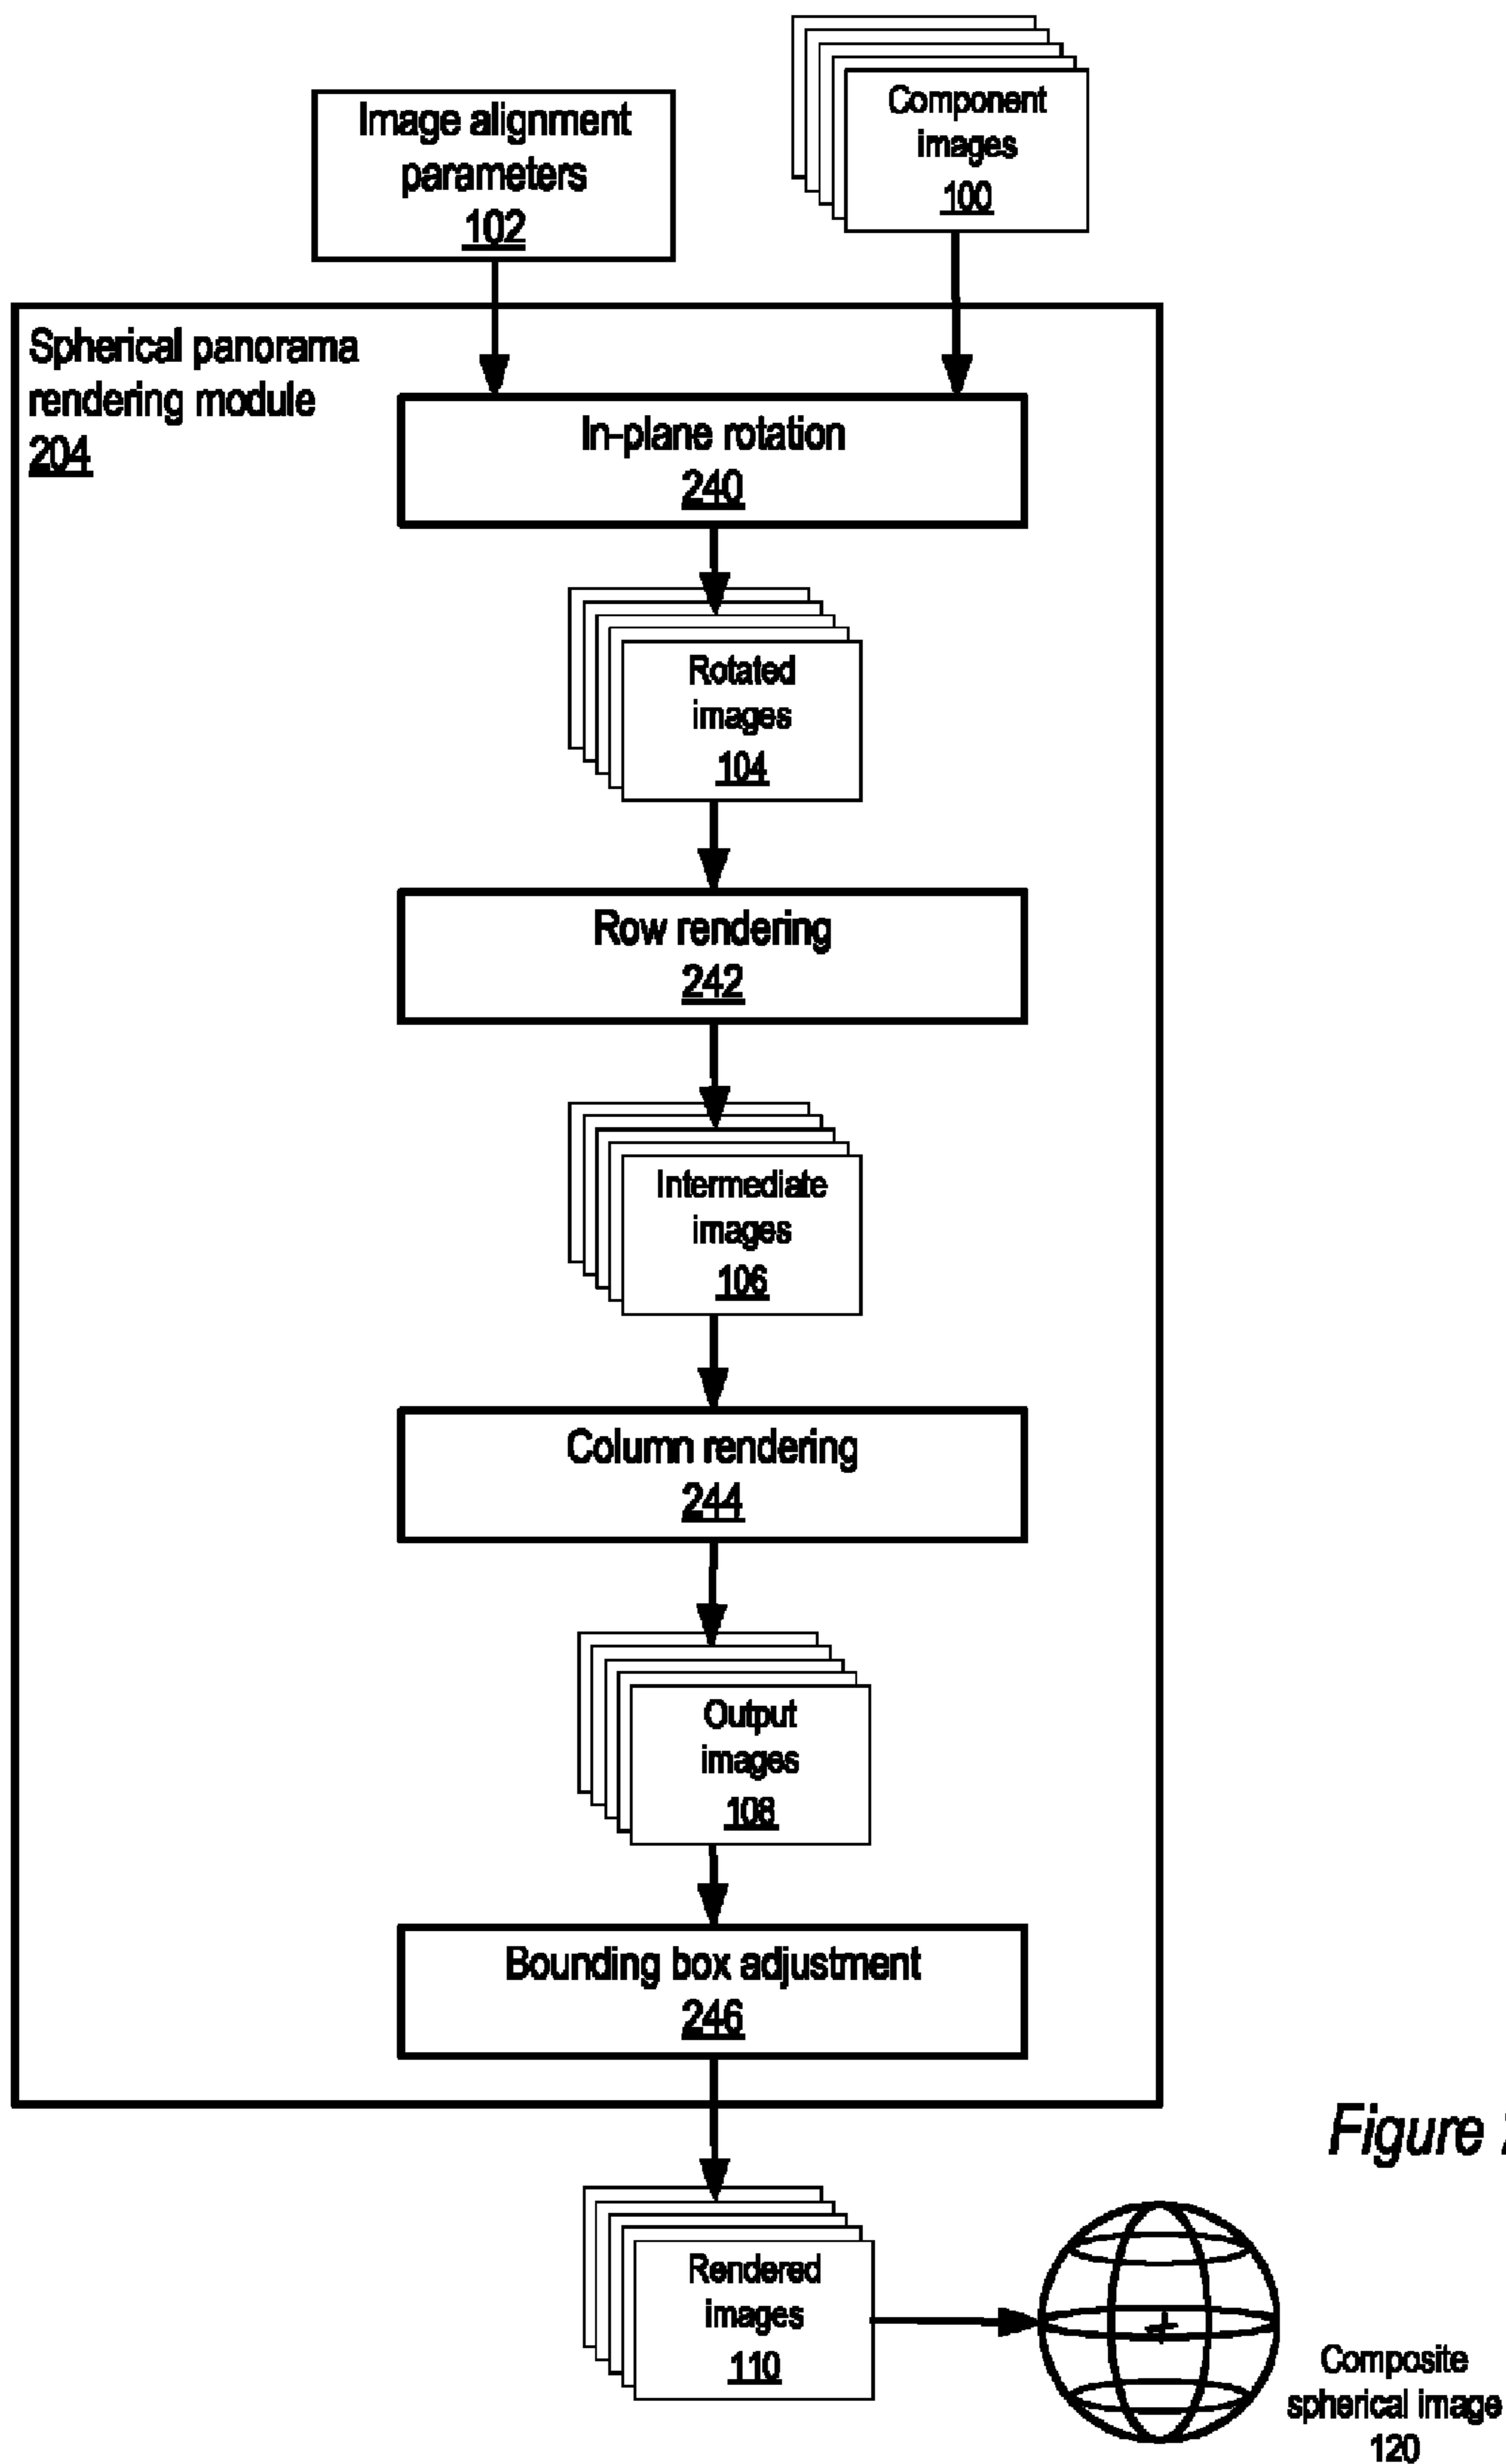 Component
images
100
Image alignment
parameters
102
Spherical panorama
rendering module
204
In-plane rotation
240
Rotated
images
104
Row rendering
242
Intermediate
images
106
Column rendering
244
Output
images
108
Bounding box adjustment
246
Figure
Rendered
images
110
Composite
spherical image
120